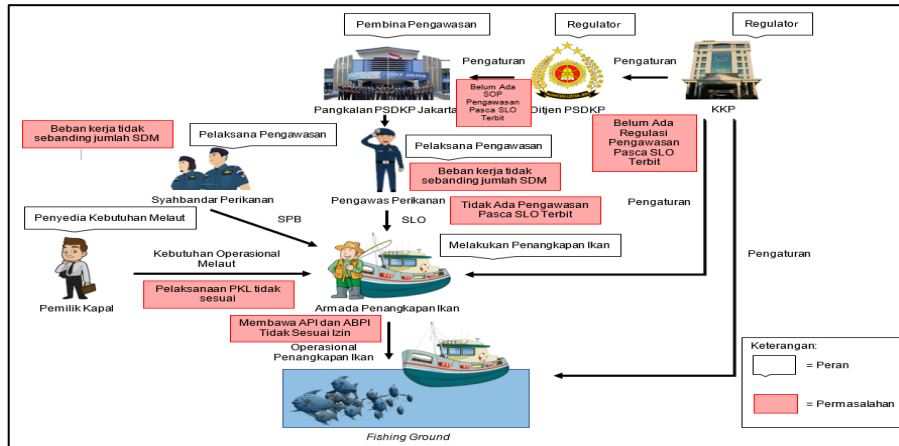 Pembina Pengawasan
Regulator
Regulator
Pengaturan
Pengaturan
Belum Ada
SOP
Pengawasan
Pasca SLO
Terbit
Pangkalan PSDKP Jakarta
Ditjen PSDKP
KKP
Belum Ada
Regulasi
Pengawasan
Pasca SLO
Terbit
Beban kerja tidak
sebanding jumlah SDM
Pelaksana Pengawasan
Pelaksana Pengawasan
Beban kerja tidak
sebanding jumlah SDM
Syahbandar Perikanan
Pengawas Perikanan
Tidak Ada Pengawasan
Pasca SLO Terbit
Pengaturan
Penyedia Kebutuhan Melaut
SPB
SLO
Melakukan Penangkapan Ikan
Kebutuhan Operasional
Melaut
Pengaturan
Pelaksanaan PKL tidak
sesuai
Pemilik Kapal
Armada Penangkapan Ikan
Membawa API dan ABPI
Tidak Sesuai Izin
Operasional
Penangkapan Ikan
Keterangan:
= Peran
= Permasalahan
Fishing Ground